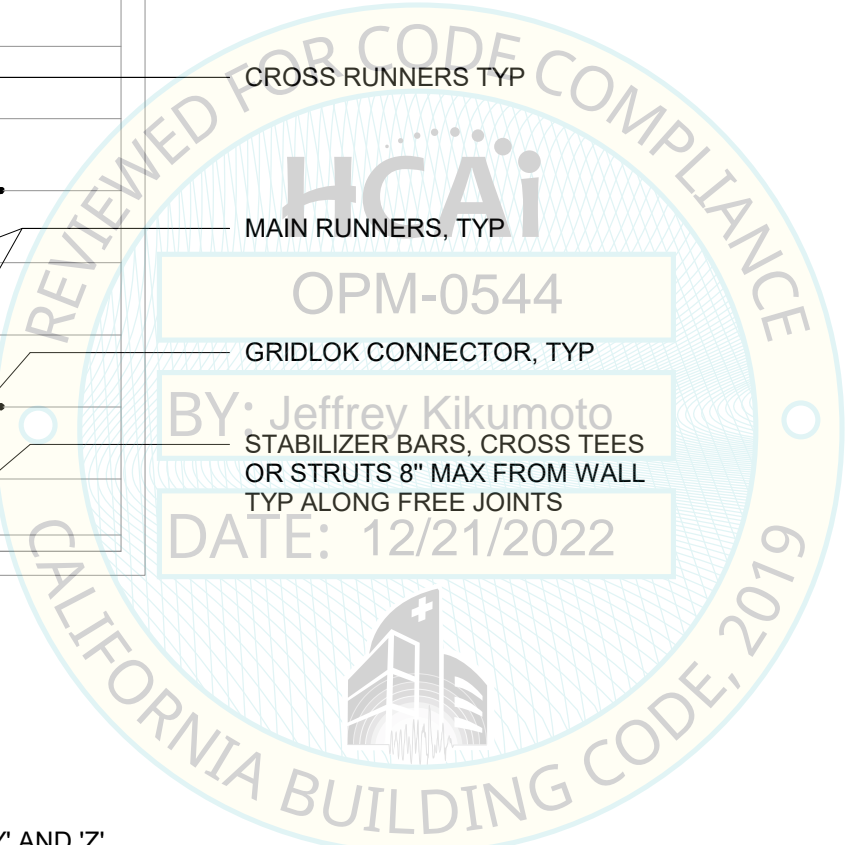 REVIEWED FOR CODE COMPLIANCE
CROSS RUNNERS TYP
HCAi
MAIN RUNNERS, TYP
OPM-0544
GRIDLOK CONNECTOR, TYP
BY: Jeffrey Kikumoto
STABILIZER BARS, CROSS TEES
OR STRUTS 8" MAX FROM WALL
TYP ALONG FREE JOINTS
DATE: 12/21/2022
CALIFORNIA BUILDING CODE, 2019
AND 'Z'